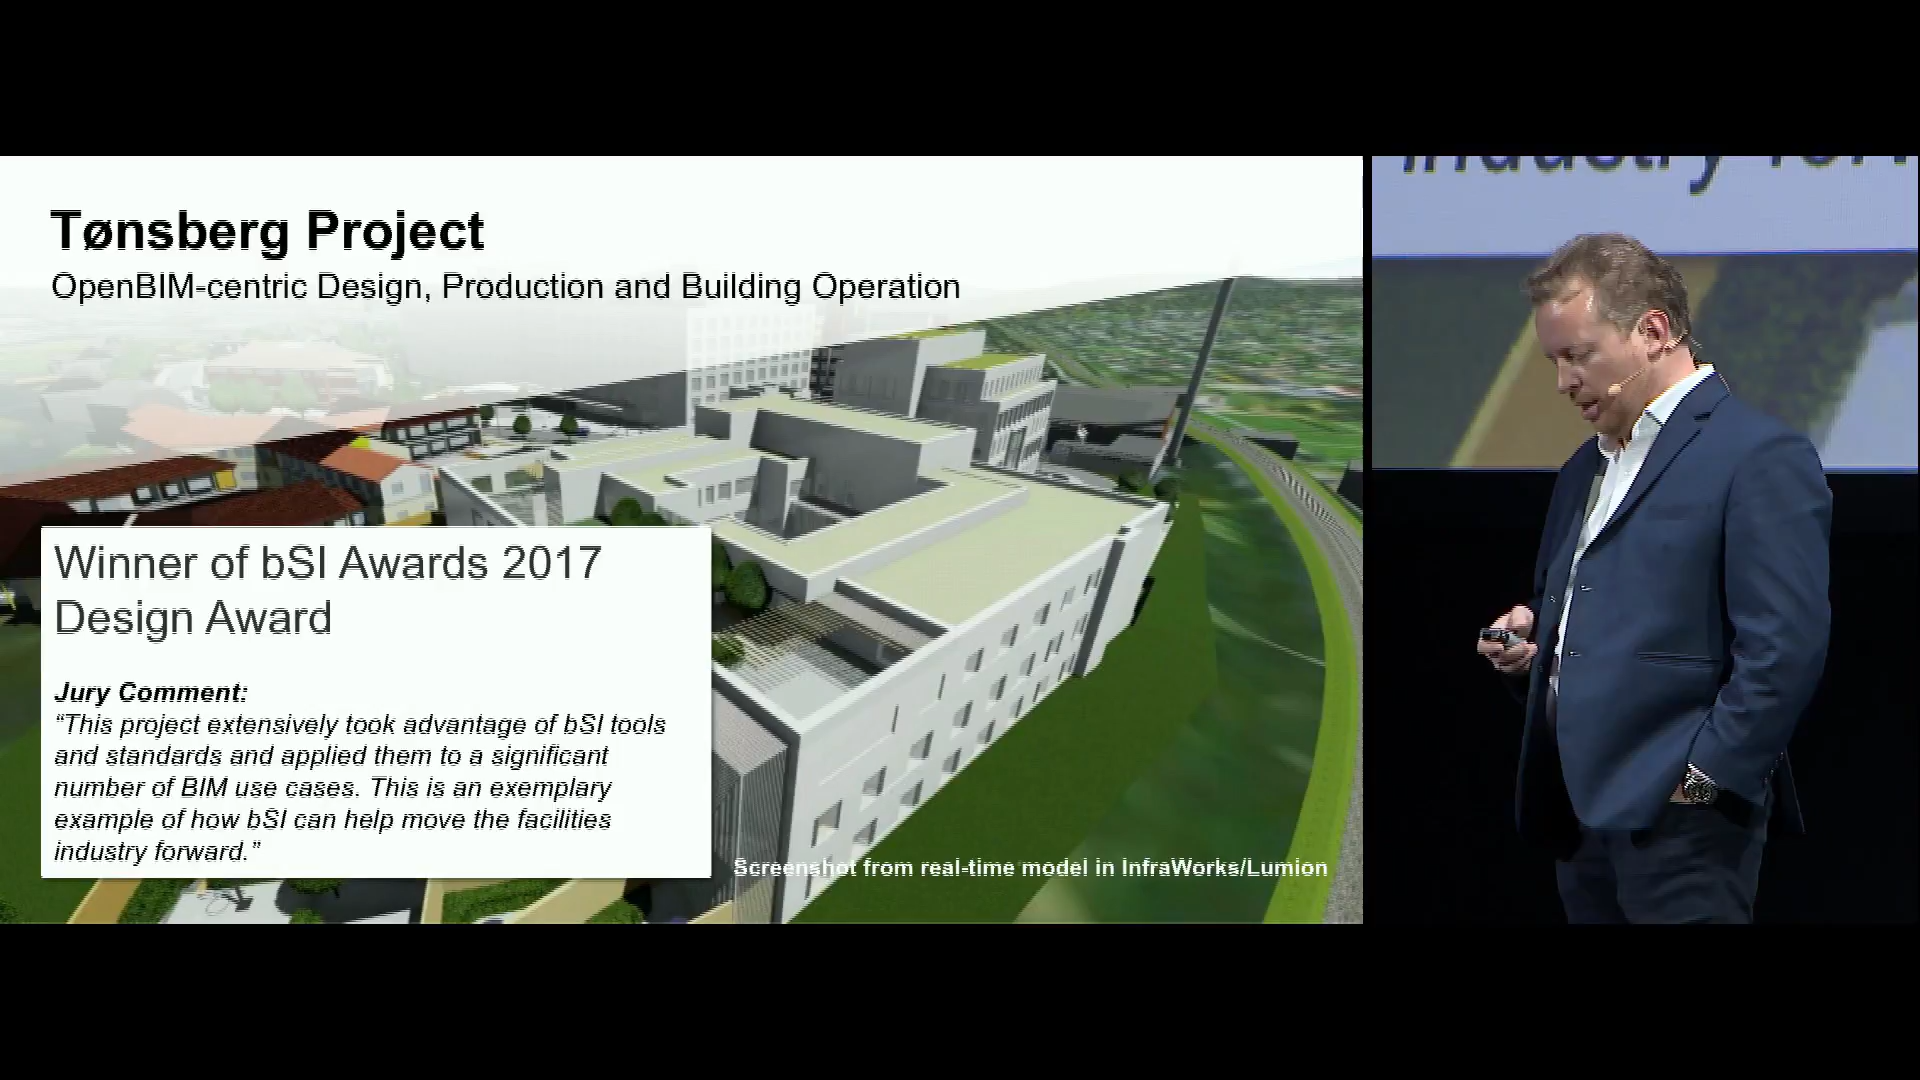 Tønsberg Project
OpenBIM-centric Design, Production and Building Operation
Winner of bSI Awards 2017
Design Award
Jury Comment:
“This project extensively took advantage of bSI tools
and standards and applied them to a significant
number of BIM use cases. This is an exemplary
example of how bSI can help move the facilities
industry forward.”
Screenshot from real-time model in InfraWorks/Lumion
industry